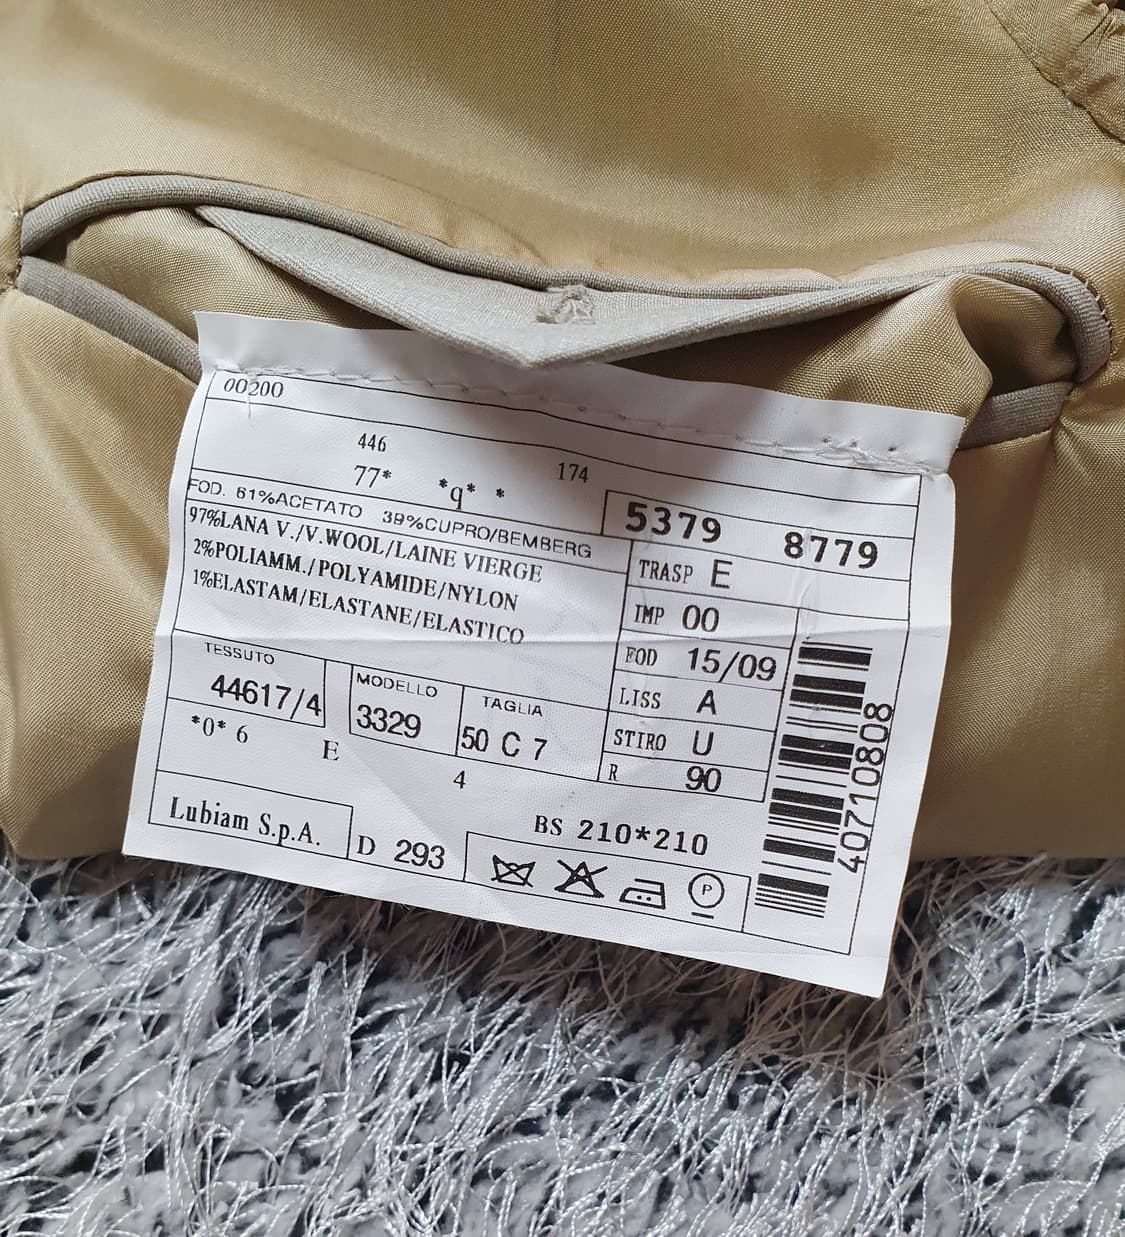 00200
446
77* *q* * 174
5379 8779
FOD. 61%ACETATO 39%CUPRO/BEMBERG
97%LANA V./V.WOOL/LAINE VIERGE
2%POLIAMM./POLYAMIDE/NYLON
1%ELASTAM/ELASTANE/ELASTICO
TRASP E
IMP 00
FOD 15/09
LISS A
STIRO U
R 90
TESSUTO
44617/4
MODELLO
3329
TAGLIA
50 C 7
*0* 6
E
4
BS 210*210
Lubiam S.p.A.
D 293
P
40710808